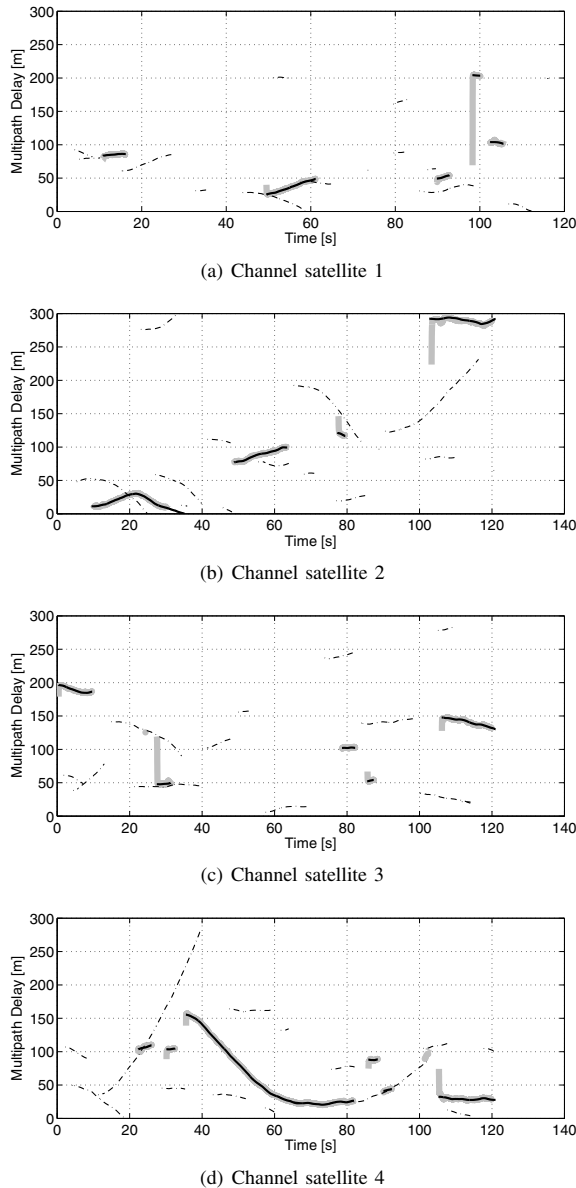 300
250
200
150
100
50
0
Multipath Delay [m]
0 20 40 60 80 100 120
Time [s]
(a) Channel satellite 1
300
250
200
150
100
50
0
Multipath Delay [m]
0 20 40 60 80 100 120 140
Time [s]
(b) Channel satellite 2
300
250
200
150
100
50
0
Multipath Delay [m]
0 20 40 60 80 100 120 140
Time [s]
(c) Channel satellite 3
300
250
200
150
100
50
0
Multipath Delay [m]
0 20 40 60 80 100 120 140
Time [s]
(d) Channel satellite 4